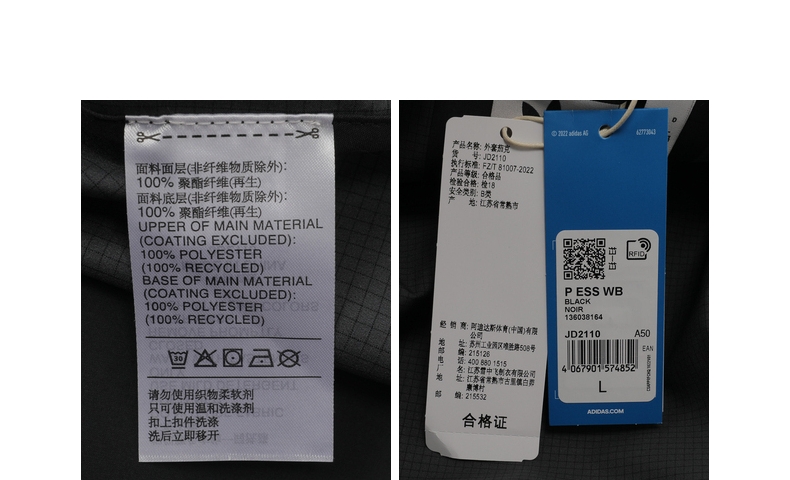 面料面层(非纤维物质除外):
100% 聚酯纤维(再生)
面料底层(非纤维物质除外):
100% 聚酯纤维(再生)
UPPER OF MAIN MATERIAL
(COATING EXCLUDED):
100% POLYESTER
(100% RECYCLED)
BASE OF MAIN MATERIAL
(COATING EXCLUDED):
100% POLYESTER
(100% RECYCLED)
请勿使用织物柔软剂
只可使用温和洗涤剂
扣上扣件洗涤
洗后立即移开
产品名称: 外套茄克
货 号: JD2110
执行标准: FZ/T 81007-2022
产品等级: 合格品
检验合格: 检18
安全类别: B类
产 地: 江苏省常熟市
经 销 商: 阿迪达斯体育(中国)有限
公司
地 址: 苏州工业园区堰胜路508号
邮 编: 215126
电 话: 400 880 1515
名: 江苏雪中飞制衣有限公司
地 址: 江苏省常熟市古里镇白茆
康博村
邮 编: 215532
合格证
© 2022 adidas AG
62773043
RFID
P ESS WB
BLACK
NOIR
136038164
JD2110 A50
EAN
4 067901 574852
L
ADIDAS.COM